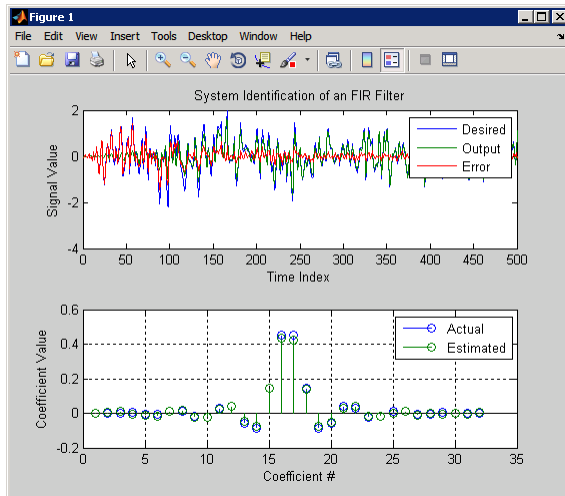 Figure 1
File Edit View Insert Tools Desktop Window Help
System Identification of an FIR Filter
Signal Value
2
0
-2
-4
Desired
Output
Error
0 50 100 150 200 250 300 350 400 450 500
Time Index
Coefficient Value
0.6
0.4
0.2
0
-0.2
Actual
Estimated
0 5 10 15 20 25 30 35
Coefficient #